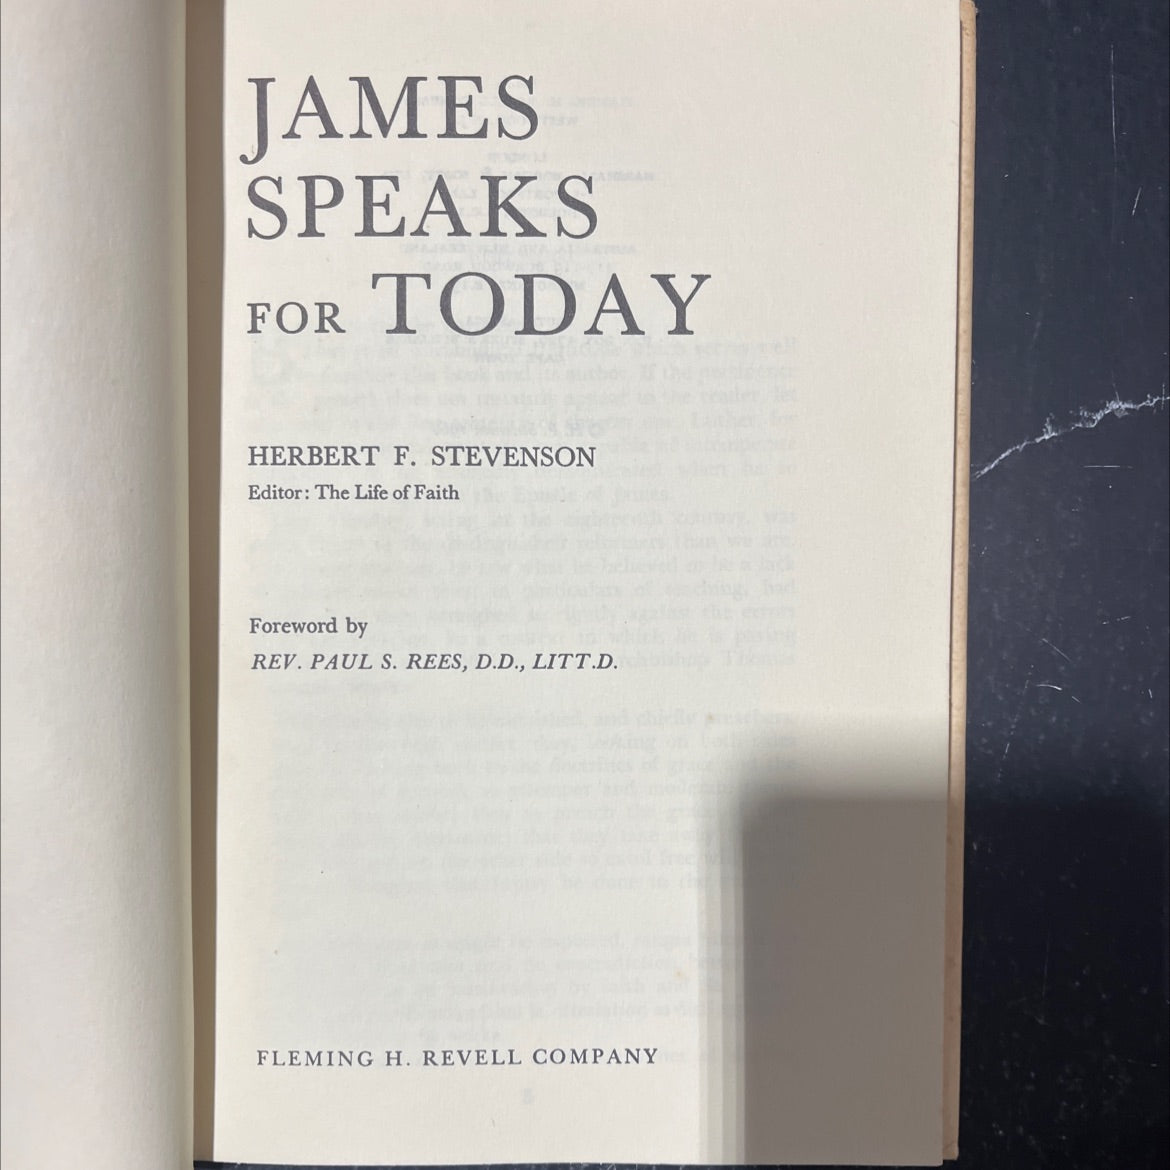 JAMES
SPEAKS
FOR TODAY
HERBERT F. STEVENSON
Editor: The Life of Faith
Foreword by
REV. PAUL S. REES, D.D., LITT.D.
FLEMING H. REVELL COMPANY